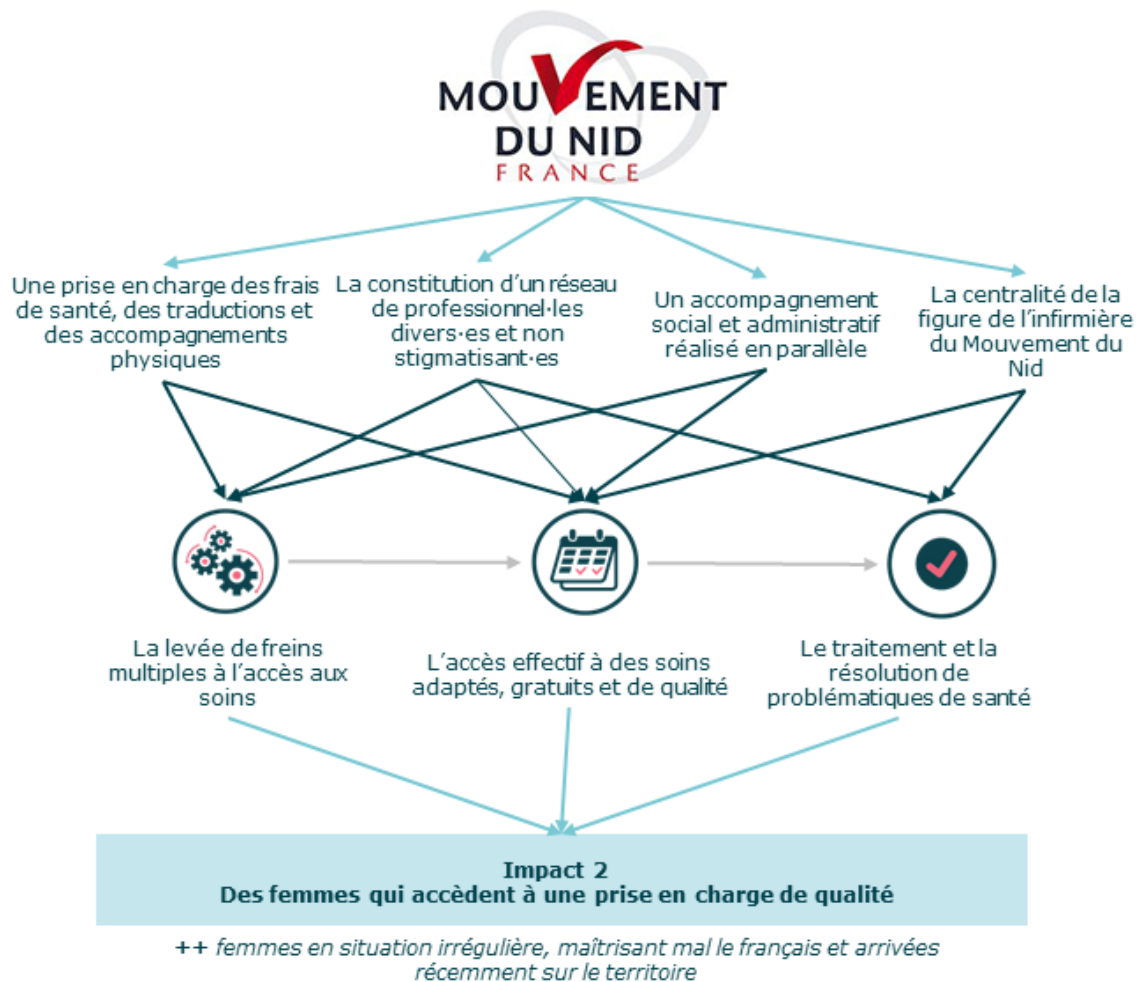 MOUVEMENT
DU NID
FRANCE
Une prise en charge des frais
de santé, des traductions et
des accompagnements
physiques
La constitution d'un réseau
de professionnel·les
divers·es et non
stigmatisant·es
Un accompagnement
social et administratif
réalisé en parallèle
La centralité de la
figure de l'infirmière
du Mouvement du
Nid
La levée de freins
multiples à l'accès aux
soins
L'accès effectif à des soins
adaptés, gratuits et de qualité
Le traitement et la
résolution de
problématiques de santé
Impact 2
Des femmes qui accèdent à une prise en charge de qualité
++ femmes en situation irrégulière, maîtrisant mal le français et arrivées
récemment sur le territoire